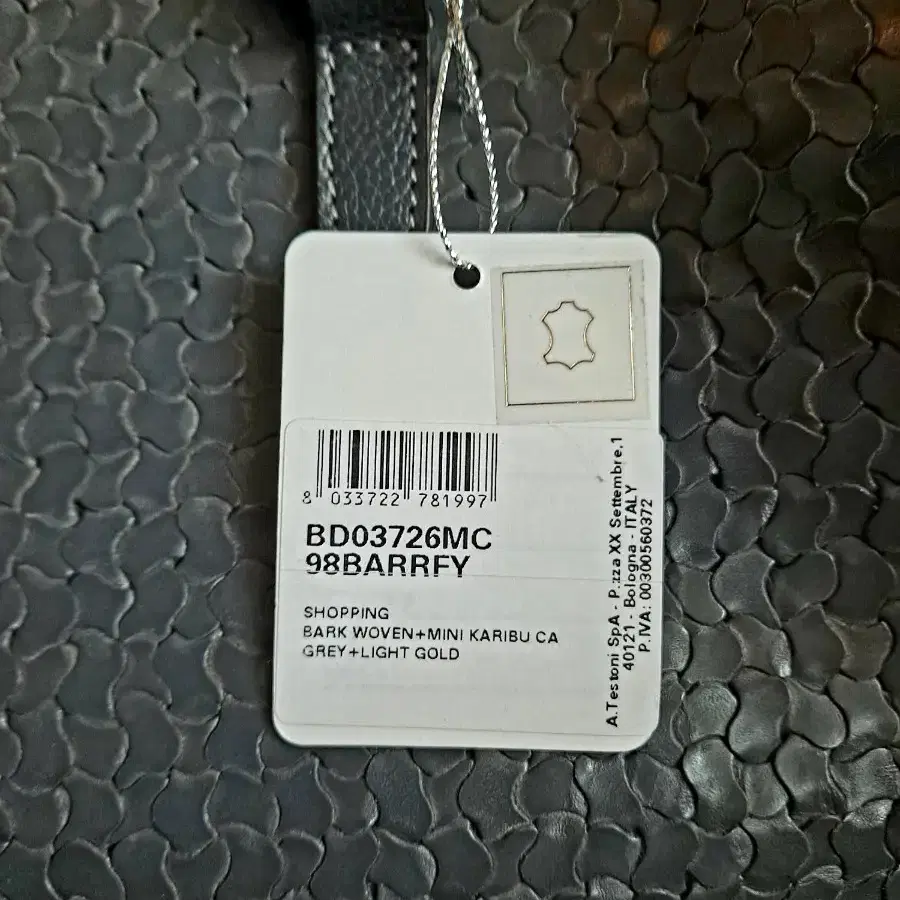 8 033722 781997
BD03726MC
98BARRFY
SHOPPING
BARK WOVEN+MINI KARIBU CA
GREY+LIGHT GOLD
A.Testoni SpA - P.zza XX Settembre,1
40121 - Bologna - ITALY
P.IVA: 00300560372